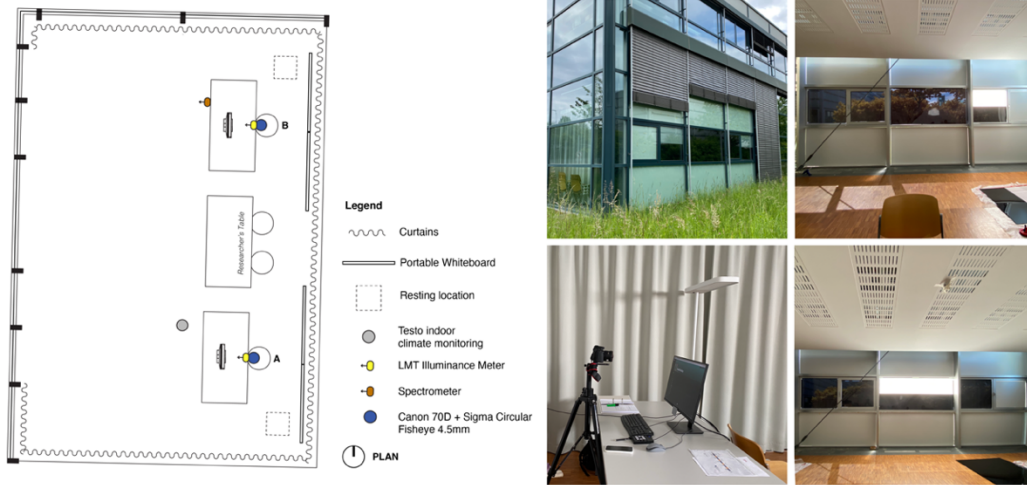 B
Researcher's Table
A
Legend
Curtains
Portable Whiteboard
Resting location
Testo indoor
climate monitoring
LMT Illuminance Meter
Spectrometer
Canon 70D + Sigma Circular
Fisheye 4.5mm
PLAN